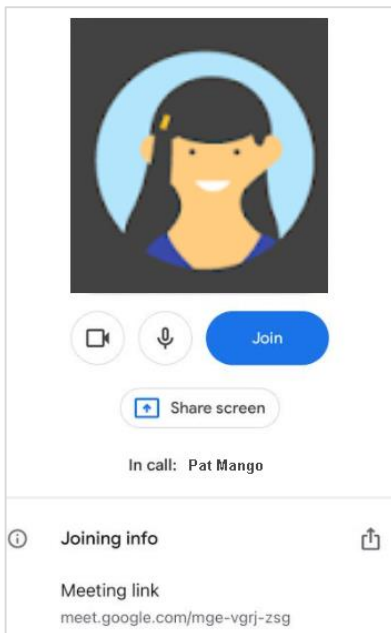 Join
Share screen
In call: Pat Mango
Joining info
Meeting link
meet.google.com/mge-vgrj-zsg